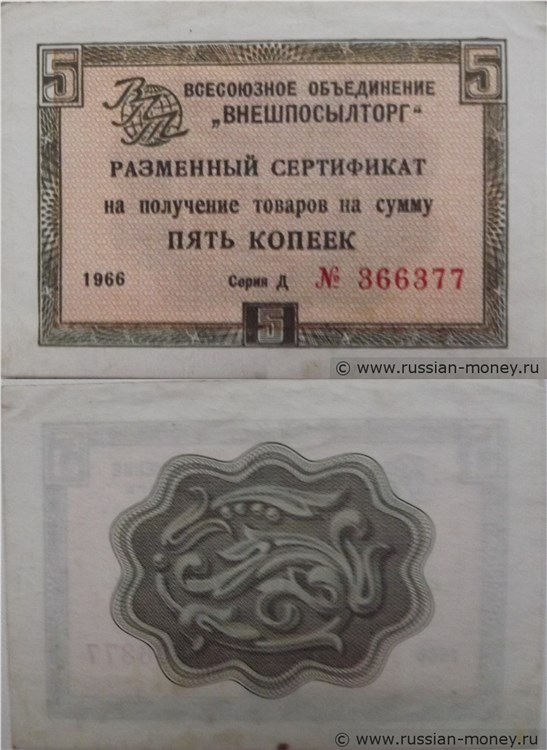 5 5
ВПТ
ВСЕСОЮЗНОЕ ОБЪЕДИНЕНИЕ
„ВНЕШПОСЫЛТОРГ“
РАЗМЕННЫЙ СЕРТИФИКАТ
на получение товаров на сумму
ПЯТЬ КОПЕЕК
1966 Серия Д № 366377
5
© www.russian-money.ru
© www.russian-money.ru